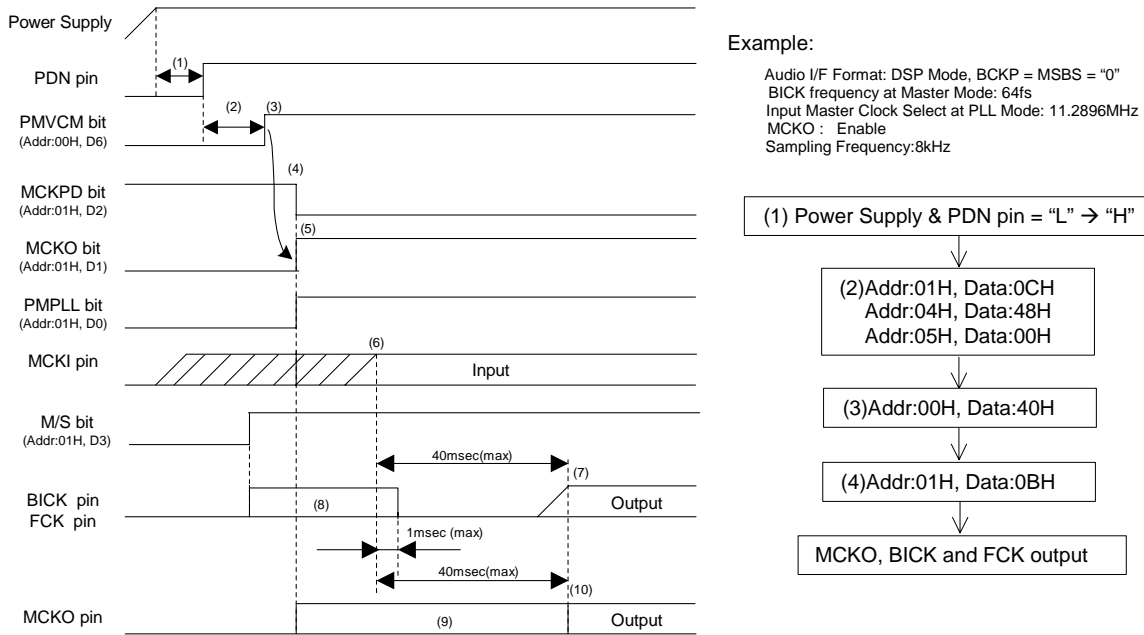 Power Supply
(1)
PDN pin
(2)
(3)
PMVCM bit
(Addr:00H, D6)
(4)
MCKPD bit
(Addr:01H, D2)
(5)
MCKO bit
(Addr:01H, D1)
PMPLL bit
(Addr:01H, D0)
(6)
MCKI pin
Input
M/S bit
(Addr:01H, D3)
40msec(max)
(7)
BICK pin
FCK pin
(8)
Output
1msec (max)
40msec(max)
(10)
MCKO pin
(9)
Output
Example:
Audio I/F Format: DSP Mode, BCKP = MSBS = “0”
BICK frequency at Master Mode: 64fs
Input Master Clock Select at PLL Mode: 11.2896MHz
MCKO : Enable
Sampling Frequency:8kHz
(1) Power Supply & PDN pin = “L” → “H”
(2)Addr:01H, Data:0CH
Addr:04H, Data:48H
Addr:05H, Data:00H
(3)Addr:00H, Data:40H
(4)Addr:01H, Data:0BH
MCKO, BICK and FCK output